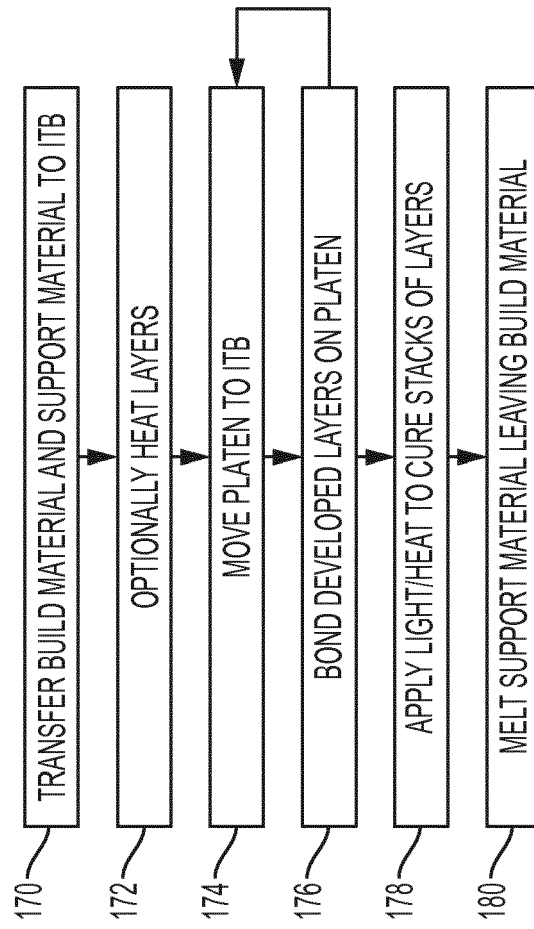 170
TRANSFER BUILD MATERIAL AND SUPPORT MATERIAL TO ITB
172
OPTIONALLY HEAT LAYERS
174
MOVE PLATEN TO ITB
176
BOND DEVELOPED LAYERS ON PLATEN
178
APPLY LIGHT/HEAT TO CURE STACKS OF LAYERS
180
MELT SUPPORT MATERIAL LEAVING BUILD MATERIAL